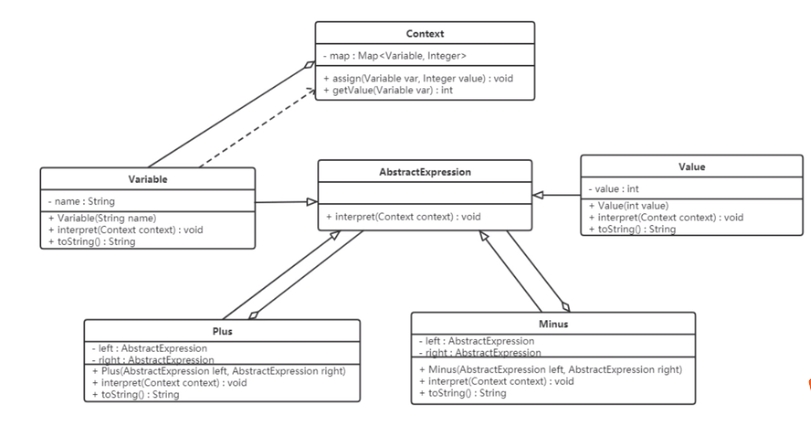 Context
- map : Map<Variable, Integer>
+ assign(Variable var, Integer value) : void
+ getValue(Variable var) : int
Variable
- name : String
+ Variable(String name)
+ interpret(Context context) : void
+ toString() : String
AbstractExpression
+ interpret(Context context) : void
Value
- value : int
+ Value(int value)
+ interpret(Context context) : void
+ toString() : String
Plus
- left : AbstractExpression
- right : AbstractExpression
+ Plus(AbstractExpression left, AbstractExpression right)
+ interpret(Context context) : void
+ toString() : String
Minus
- left : AbstractExpression
- right : AbstractExpression
+ Minus(AbstractExpression left, AbstractExpression right)
+ interpret(Context context) : void
+ toString() : String